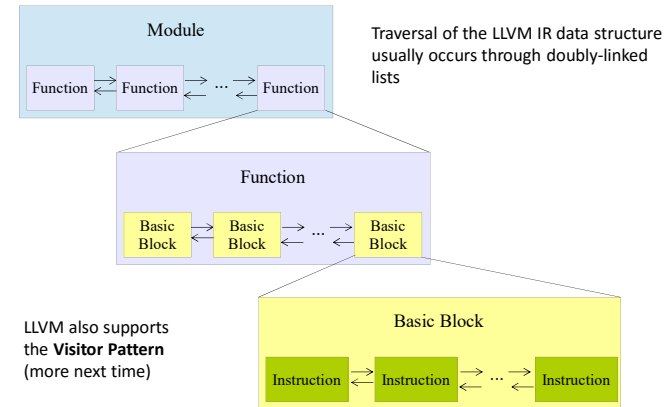 Module
Traversal of the LLVM IR data structure
usually occurs through doubly-linked
lists
Function Function ... Function
Function
Basic
Block
Basic
Block
...
Basic
Block
LLVM also supports
the Visitor Pattern
(more next time)
Basic Block
Instruction Instruction ... Instruction